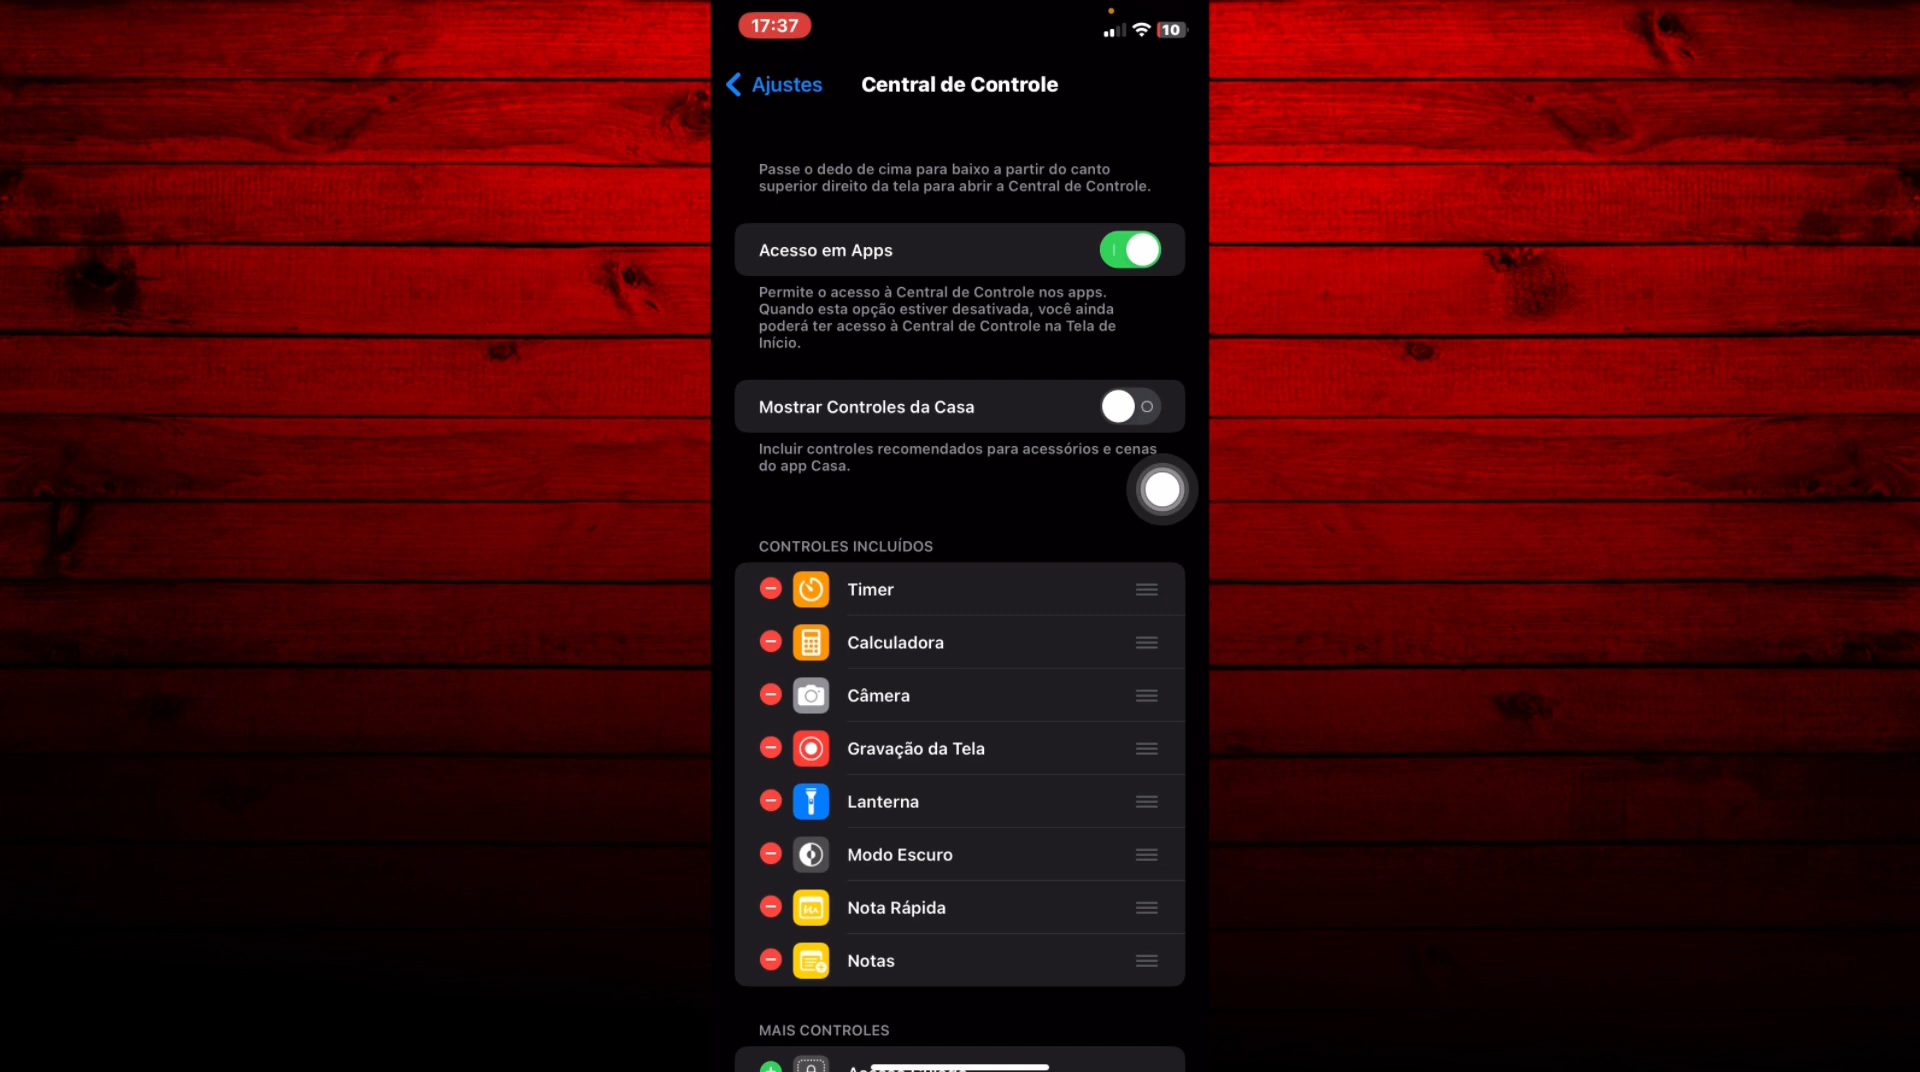 17:37
10
Ajustes
Central de Controle
Passe o dedo de cima para baixo a partir do canto
superior direito da tela para abrir a Central de Controle.
Acesso em Apps
Permite o acesso à Central de Controle nos apps.
Quando esta opção estiver desativada, você ainda
poderá ter acesso à Central de Controle na Tela de
Início.
Mostrar Controles da Casa
Incluir controles recomendados para acessórios e cenas
do app Casa.
CONTROLES INCLUÍDOS
Timer
Calculadora
Câmera
Gravação da Tela
Lanterna
Modo Escuro
Nota Rápida
Notas
MAIS CONTROLES